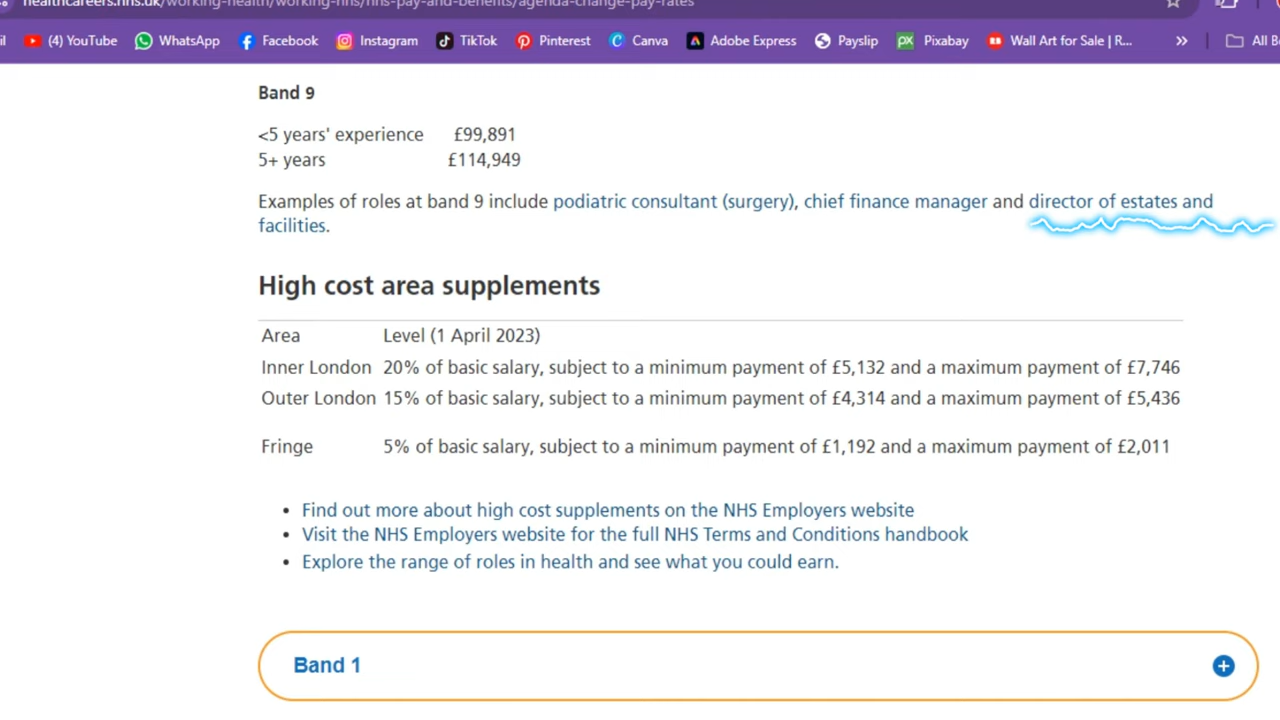 healthcareers.nhs.uk/working-health/working-nhs/nhs-pay-and-benefits/agenda-change-pay-rates
(4) YouTube WhatsApp Facebook Instagram TikTok Pinterest Canva Adobe Express Payslip Pixabay Wall Art for Sale | R... »
Band 9
<5 years' experience £99,891
5+ years £114,949
Examples of roles at band 9 include podiatric consultant (surgery), chief finance manager and director of estates and
facilities.
High cost area supplements
Area Level (1 April 2023)
Inner London 20% of basic salary, subject to a minimum payment of £5,132 and a maximum payment of £7,746
Outer London 15% of basic salary, subject to a minimum payment of £4,314 and a maximum payment of £5,436
Fringe 5% of basic salary, subject to a minimum payment of £1,192 and a maximum payment of £2,011
• Find out more about high cost supplements on the NHS Employers website
• Visit the NHS Employers website for the full NHS Terms and Conditions handbook
• Explore the range of roles in health and see what you could earn.
Band 1